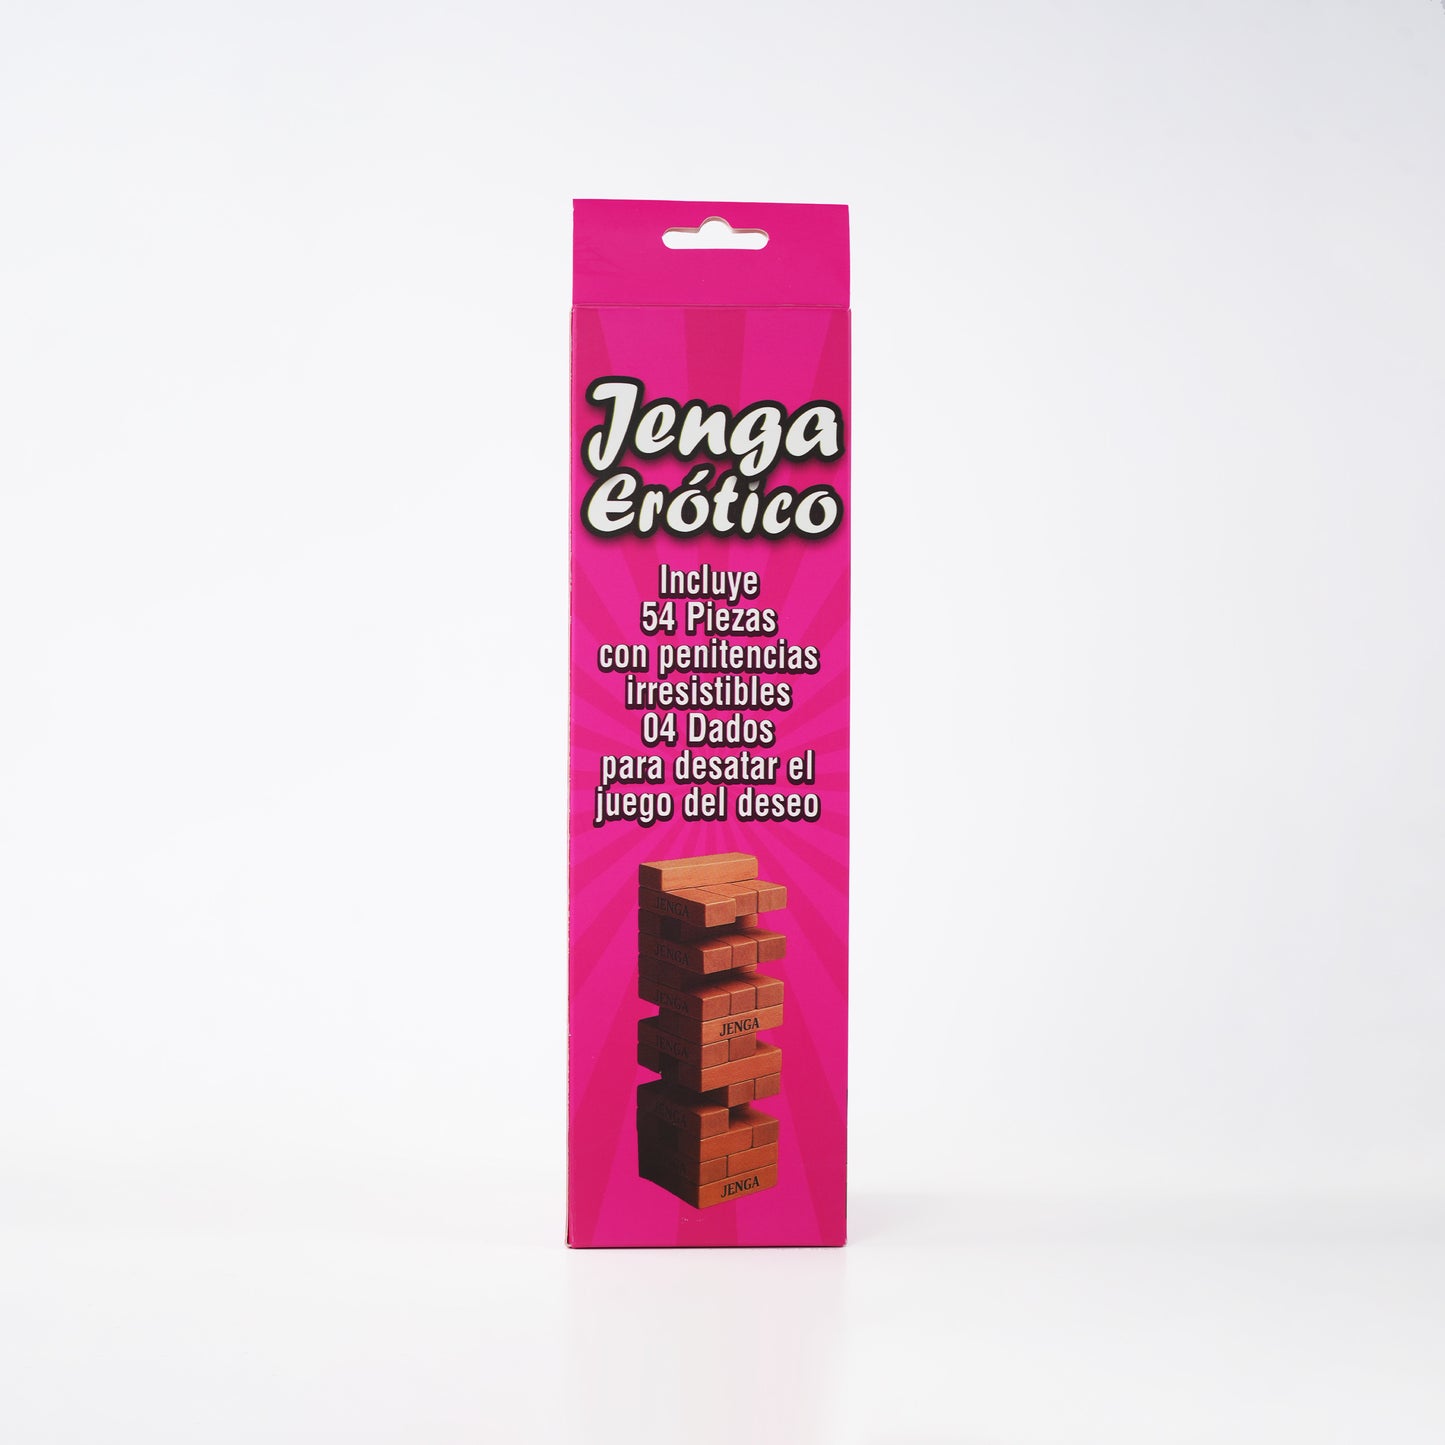 Jenga
Erótico
Incluye
54 Piezas
con penitencias
irresistibles
04 Dados
para desatar el
juego del deseo
JENGA
JENGA
JENGA
JENGA
JENGA
JENGA
JENGA